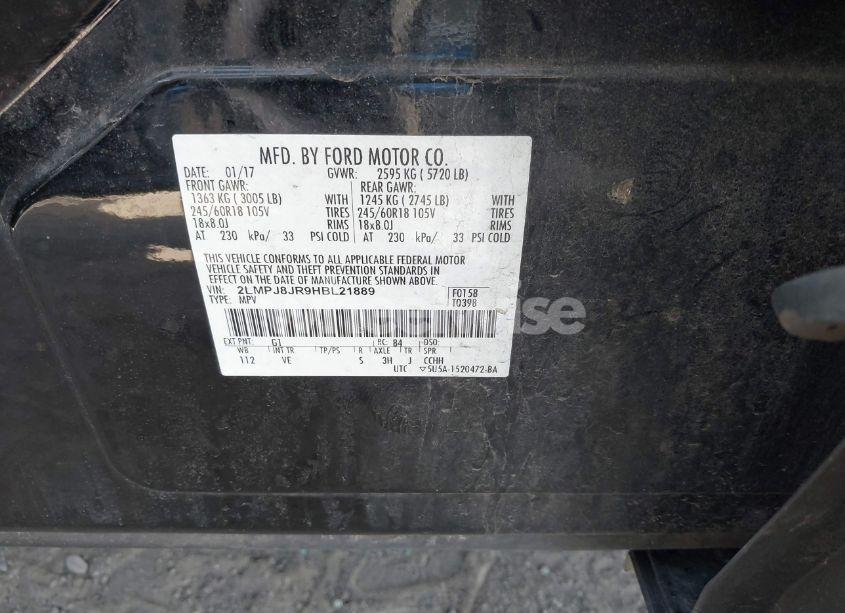 MFD. BY FORD MOTOR CO.
DATE: 01/17 GVWR: 2595 KG ( 5720 LB)
FRONT GAWR: REAR GAWR:
1363 KG ( 3005 LB) WITH 1245 KG ( 2745 LB) WITH
245/60R18 105V TIRES 245/60R18 105V TIRES
18x8.0J RIMS 18x8.0J RIMS
AT 230 kPa/ 33 PSI COLD AT 230 kPa/ 33 PSI COLD
THIS VEHICLE CONFORMS TO ALL APPLICABLE FEDERAL MOTOR
VEHICLE SAFETY AND THEFT PREVENTION STANDARDS IN
EFFECT ON THE DATE OF MANUFACTURE SHOWN ABOVE.
VIN: 2LMPJ8JR9HBL21889 F0158
TYPE: MPV T0398
EXT PNT: G1 RC: 84 DSO:
WB INT TR TP/PS R AXLE TR SPR
112 VE S 3H J CCHH
UTC ▽5U5A-1520472-BA